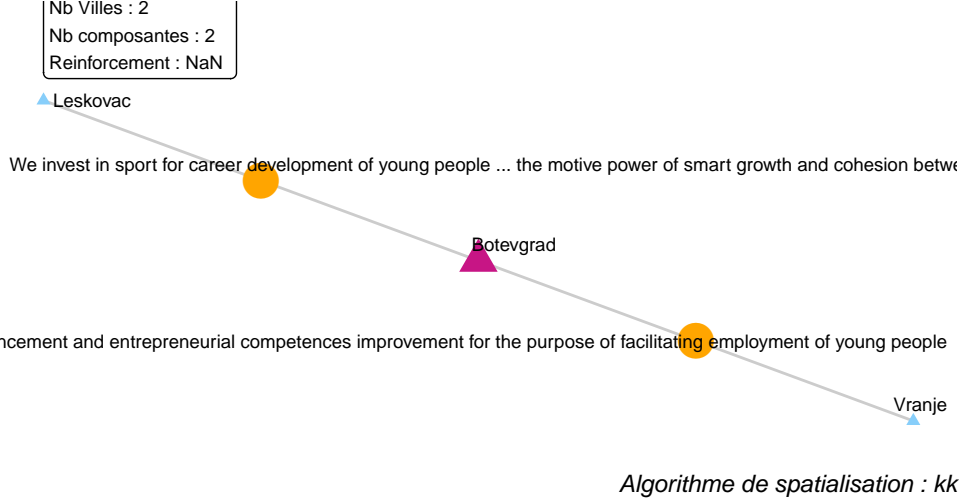 Nb Villes : 2
Nb composantes : 2
Reinforcement : NaN
Leskovac
We invest in sport for career development of young people ... the motive power of smart growth and cohesion betwe
Botevgrad
ncement and entrepreneurial competences improvement for the purpose of facilitating employment of young people
Vranje
Algorithme de spatialisation : kk